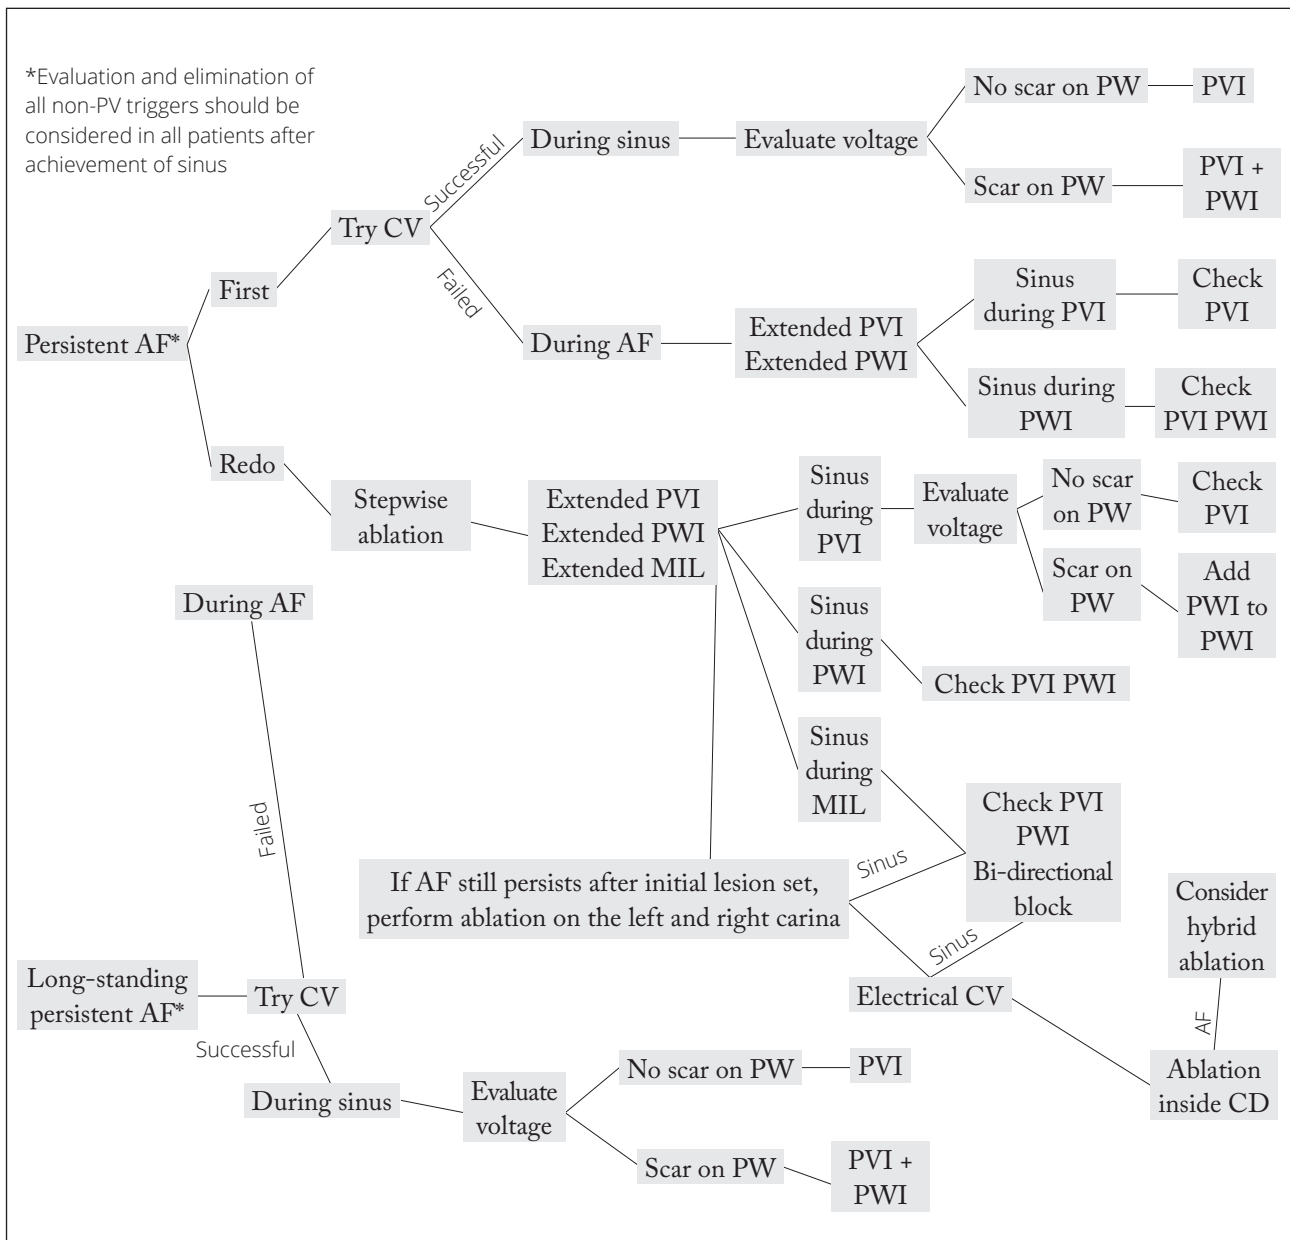 *Evaluation and elimination of
all non-PV triggers should be
considered in all patients after
achievement of sinus
Persistent AF*
First
Try CV
Successful
During sinus
Evaluate voltage
No scar on PW
PVI
Scar on PW
PVI +
PWI
Failed
During AF
Extended PVI
Extended PWI
Sinus
during PVI
Check
PVI
Sinus during
PWI
Check
PVI PWI
Redo
Stepwise
ablation
Extended PVI
Extended PWI
Extended MIL
Sinus
during
PVI
Evaluate
voltage
No scar
on PW
Check
PVI
Scar on
PW
Add
PWI to
PWI
Sinus
during
PWI
Check PVI PWI
Sinus
during
MIL
Check PVI
PWI
Bi-directional
block
If AF still persists after initial lesion set,
perform ablation on the left and right carina
Sinus
Sinus
Electrical CV
Ablation
inside CD
AF
Consider
hybrid
ablation
During AF
Failed
Long-standing
persistent AF*
Try CV
Successful
During sinus
Evaluate
voltage
No scar on PW
PVI
Scar on PW
PVI +
PWI